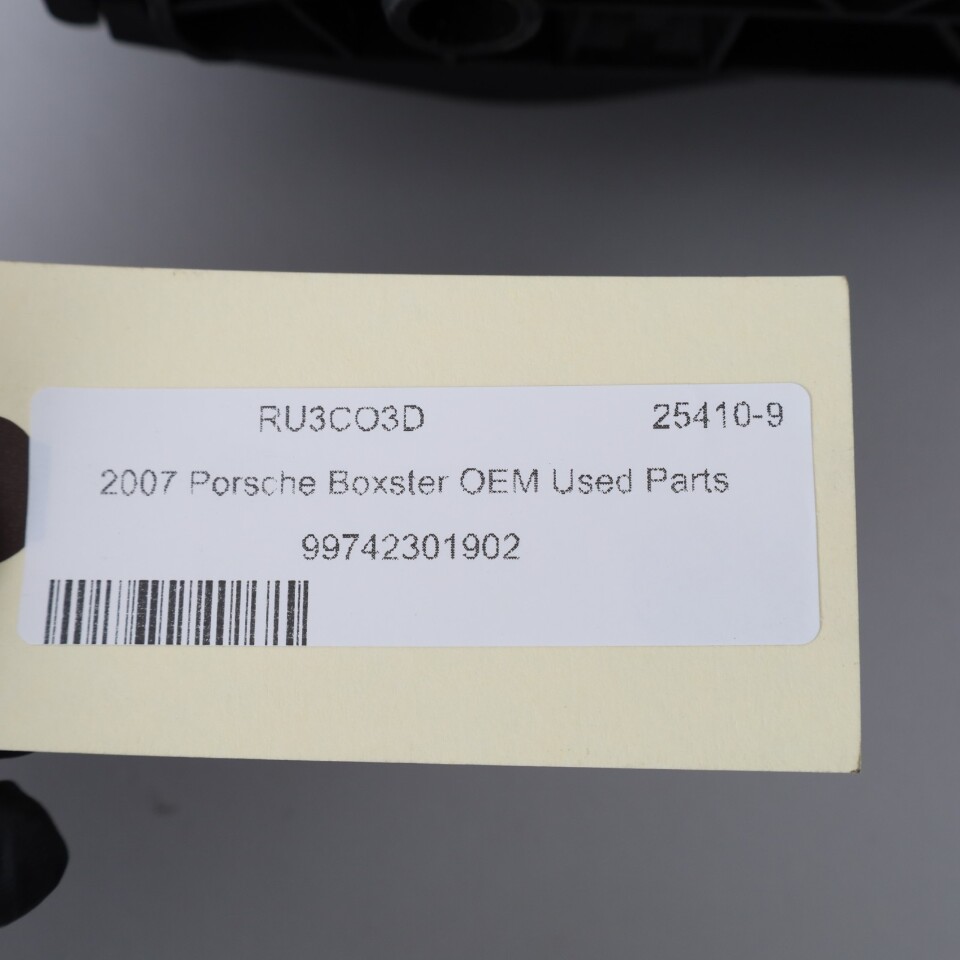 RU3CO3D 25410-9
2007 Porsche Boxster OEM Used Parts
99742301902